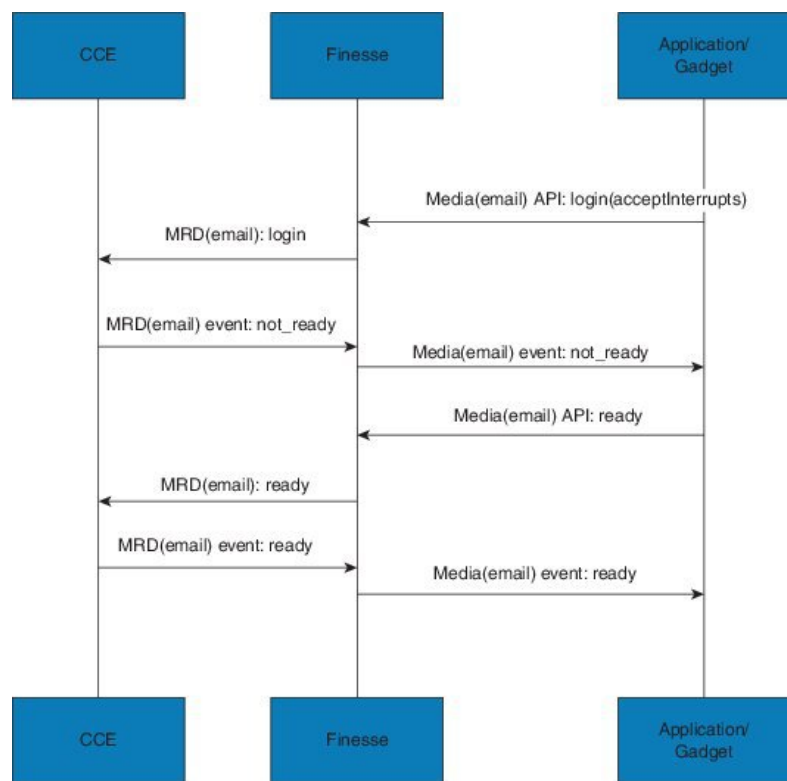 CCE
Finesse
Application/
Gadget
Media(email) API: login(acceptInterrupts)
MRD(email): login
MRD(email) event: not_ready
Media(email) event: not_ready
Media(email) API: ready
MRD(email): ready
MRD(email) event: ready
Media(email) event: ready
CCE
Finesse
Application/
Gadget